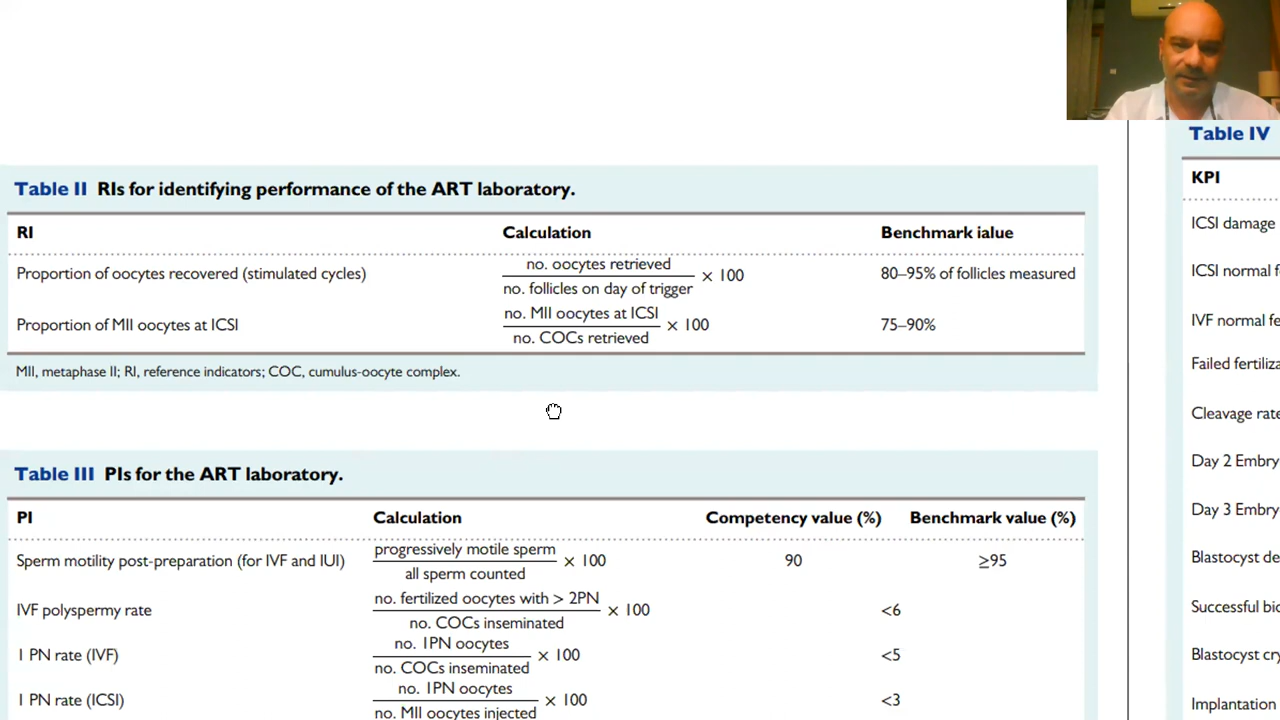 Table II RIs for identifying performance of the ART laboratory.
RI Calculation Benchmark ialue
Proportion of oocytes recovered (stimulated cycles) no. oocytes retrieved / no. follicles on day of trigger × 100 80–95% of follicles measured
Proportion of MII oocytes at ICSI no. MII oocytes at ICSI / no. COCs retrieved × 100 75–90%
MII, metaphase II; RI, reference indicators; COC, cumulus-oocyte complex.
Table III PIs for the ART laboratory.
PI Calculation Competency value (%) Benchmark value (%)
Sperm motility post-preparation (for IVF and IUI) progressively motile sperm / all sperm counted × 100 90 ≥95
IVF polyspermy rate no. fertilized oocytes with > 2PN / no. COCs inseminated × 100 <6
1 PN rate (IVF) no. 1PN oocytes / no. COCs inseminated × 100 <5
1 PN rate (ICSI) no. 1PN oocytes / no. MII oocytes injected × 100 <3
Table IV
KPI
ICSI damage
ICSI normal f
IVF normal fe
Failed fertiliza
Cleavage rate
Day 2 Embry
Day 3 Embry
Blastocyst de
Successful bio
Blastocyst cry
Implantation